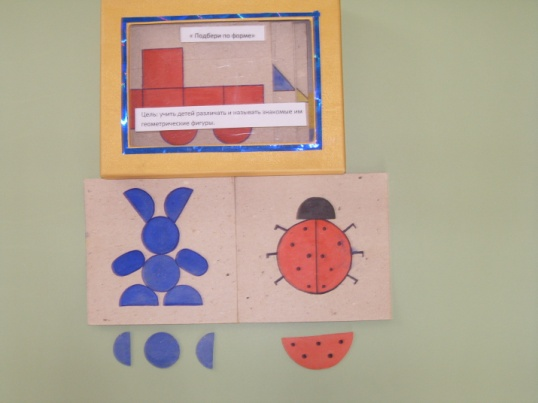 « Подбери по форме»
Цель: учить детей различать и называть знакомые им
геометрические фигуры.